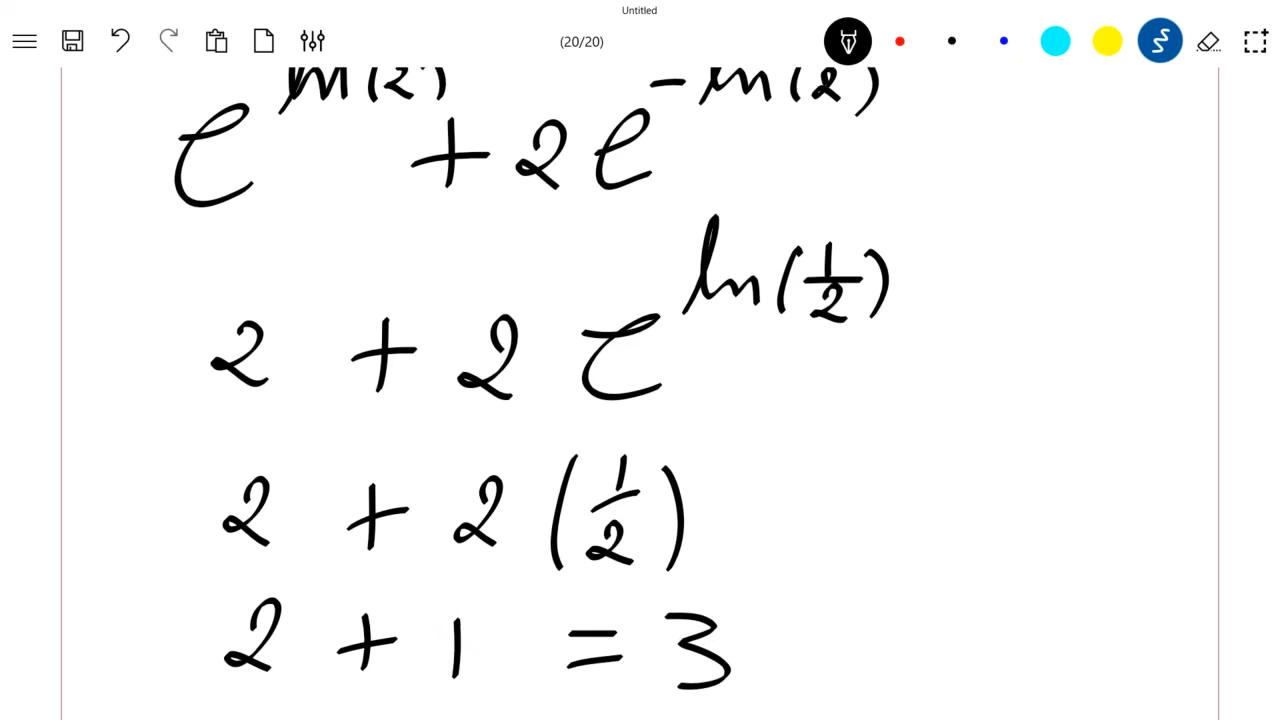 Untitled
(20/20)
e^ln(2) + 2e^-ln(2)
2 + 2 e^ln(1/2)
2 + 2 (1/2)
2 + 1 = 3